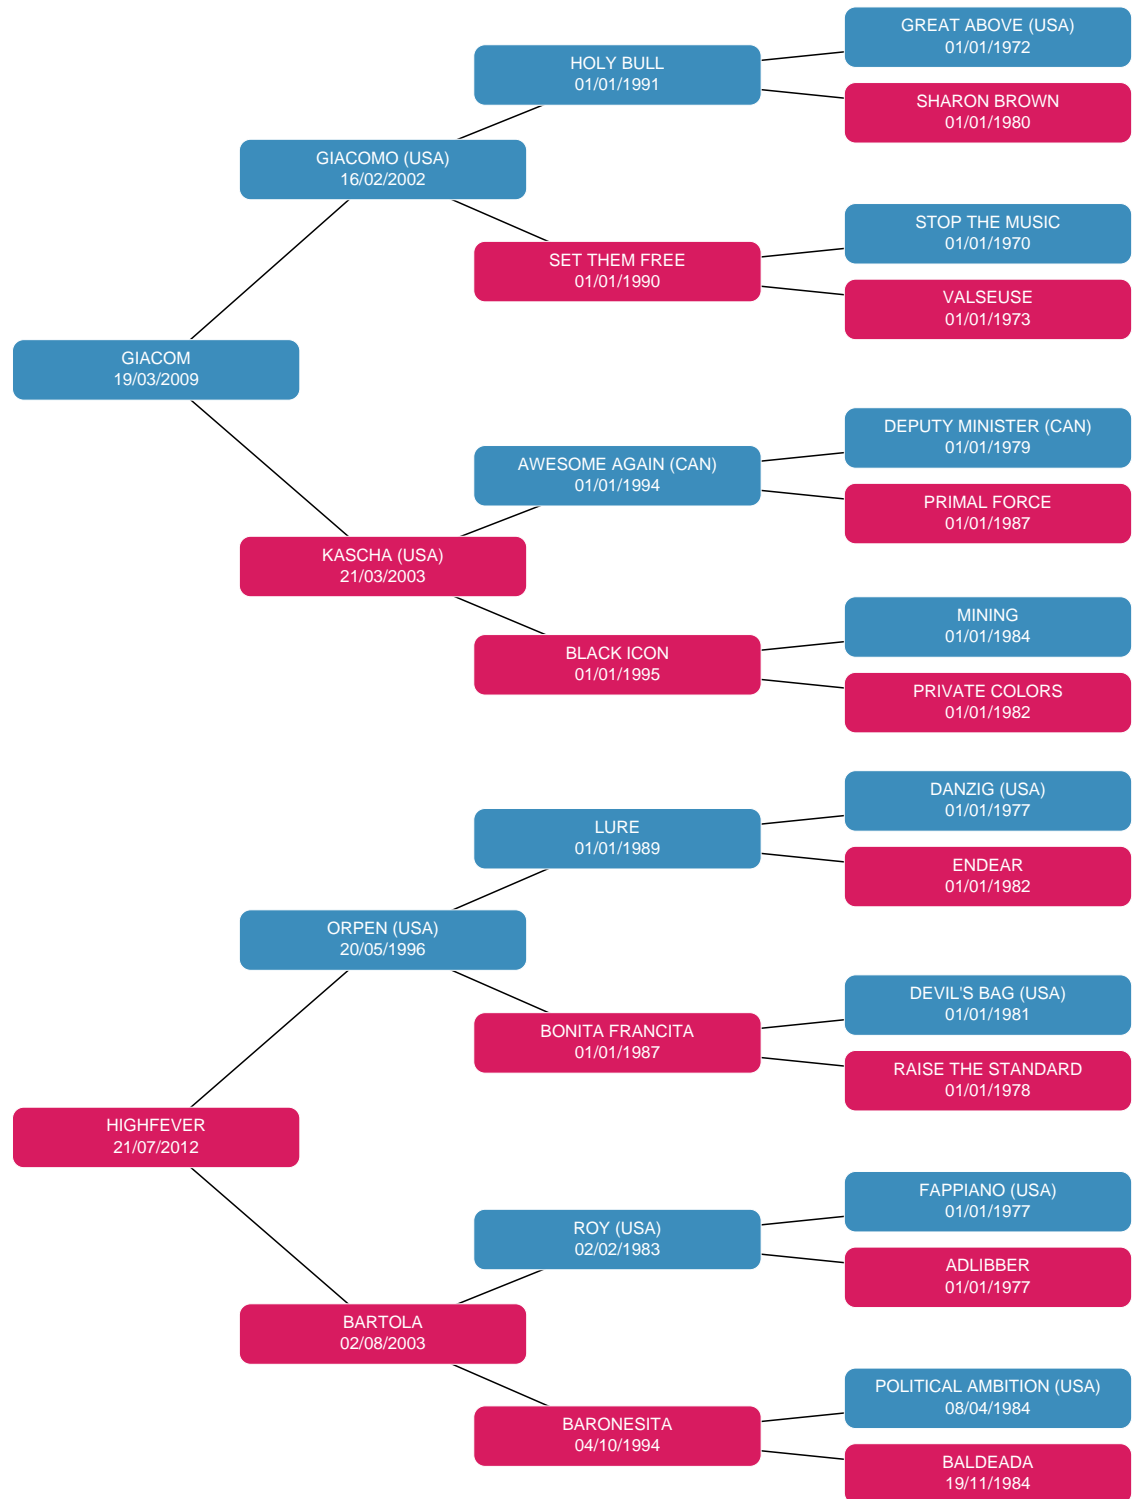 GREAT ABOVE (USA)
01/01/1972
HOLY BULL
01/01/1991
SHARON BROWN
01/01/1980
GIACOMO (USA)
16/02/2002
STOP THE MUSIC
01/01/1970
SET THEM FREE
01/01/1990
VALSEUSE
01/01/1973
GIACOM
19/03/2009
DEPUTY MINISTER (CAN)
01/01/1979
AWESOME AGAIN (CAN)
01/01/1994
PRIMAL FORCE
01/01/1987
KASCHA (USA)
21/03/2003
MINING
01/01/1984
BLACK ICON
01/01/1995
PRIVATE COLORS
01/01/1982
DANZIG (USA)
01/01/1977
LURE
01/01/1989
ENDEAR
01/01/1982
ORPEN (USA)
20/05/1996
DEVIL'S BAG (USA)
01/01/1981
BONITA FRANCITA
01/01/1987
RAISE THE STANDARD
01/01/1978
HIGHFEVER
21/07/2012
FAPPIANO (USA)
01/01/1977
ROY (USA)
02/02/1983
ADLIBBER
01/01/1977
BARTOLA
02/08/2003
POLITICAL AMBITION (USA)
08/04/1984
BARONESITA
04/10/1994
BALDEADA
19/11/1984